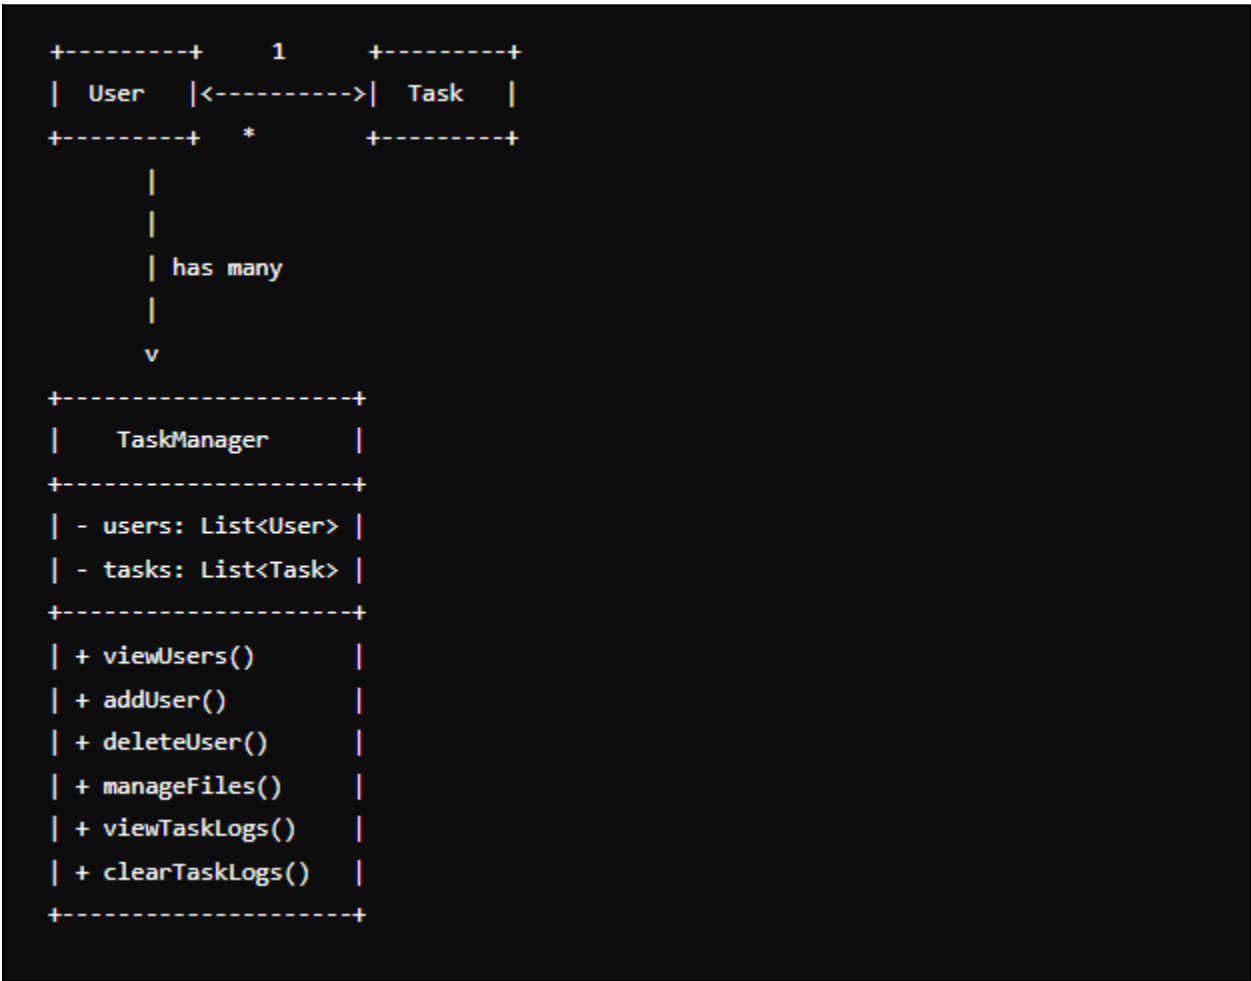 +---------+     1      +---------+
|  User   |<---------->|  Task   |
+---------+   *        +---------+
       |
       |
       | has many
       |
       v
+---------------------+
|    TaskManager      |
+---------------------+
| - users: List<User> |
| - tasks: List<Task> |
+---------------------+
| + viewUsers()       |
| + addUser()         |
| + deleteUser()      |
| + manageFiles()     |
| + viewTaskLogs()    |
| + clearTaskLogs()   |
+---------------------+